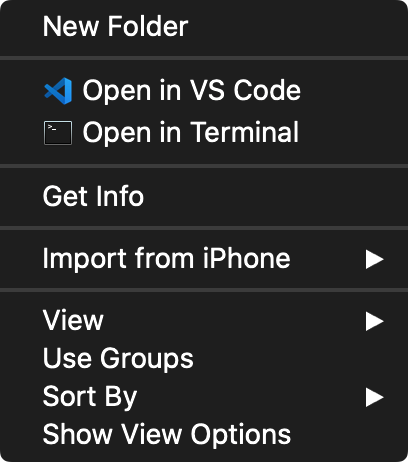 New Folder
Open in VS Code
Open in Terminal
Get Info
Import from iPhone
View
Use Groups
Sort By
Show View Options